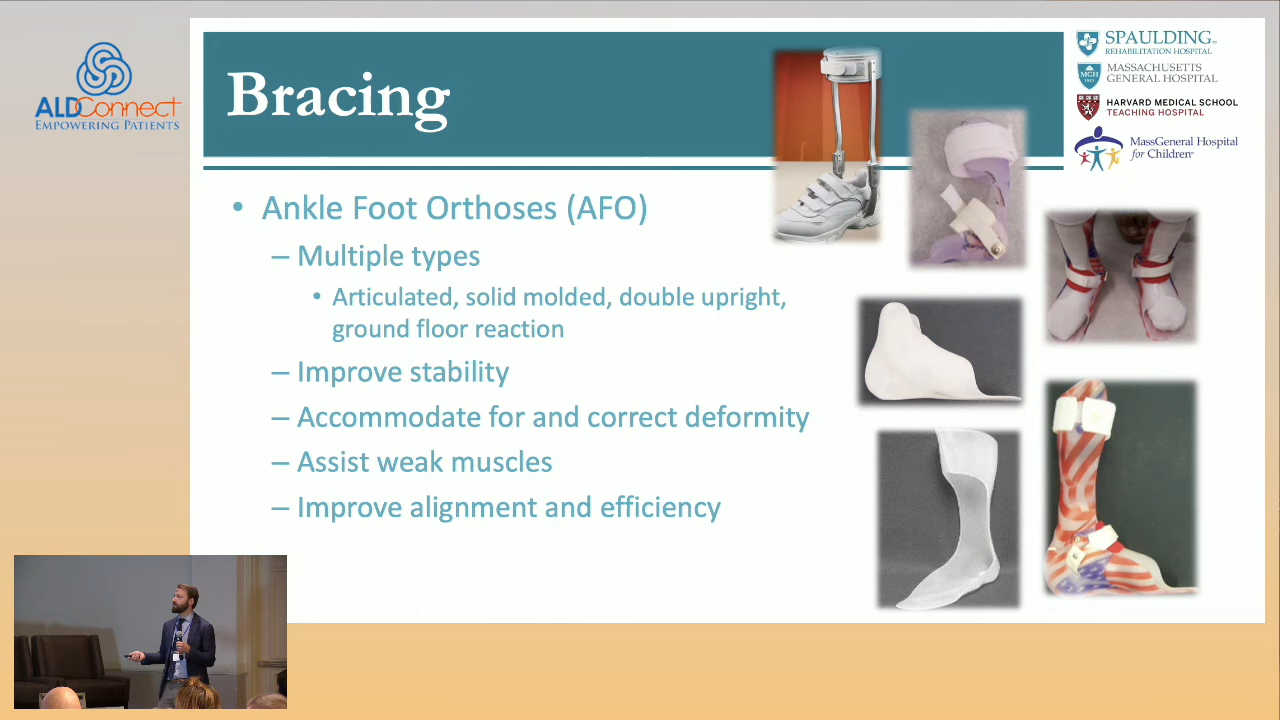 ALDConnect
EMPOWERING PATIENTS
Bracing
SPAULDING
REHABILITATION HOSPITAL
MGH
1811
MASSACHUSETTS
GENERAL HOSPITAL
HARVARD MEDICAL SCHOOL
TEACHING HOSPITAL
MassGeneral Hospital
for Children
• Ankle Foot Orthoses (AFO)
– Multiple types
• Articulated, solid molded, double upright,
ground floor reaction
– Improve stability
– Accommodate for and correct deformity
– Assist weak muscles
– Improve alignment and efficiency